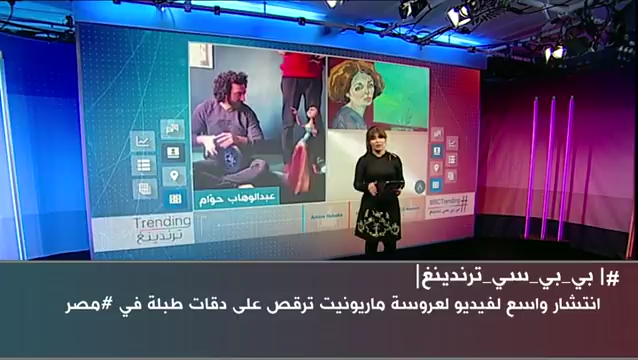 عبدالوهاب حوّام
Trending
ترندينغ
#BBCTrending
#ا بي_بي_سي_ترندينغ|
انتشار واسع لفيديو لعروسة ماريونيت ترقص على دقات طبلة في #مصر